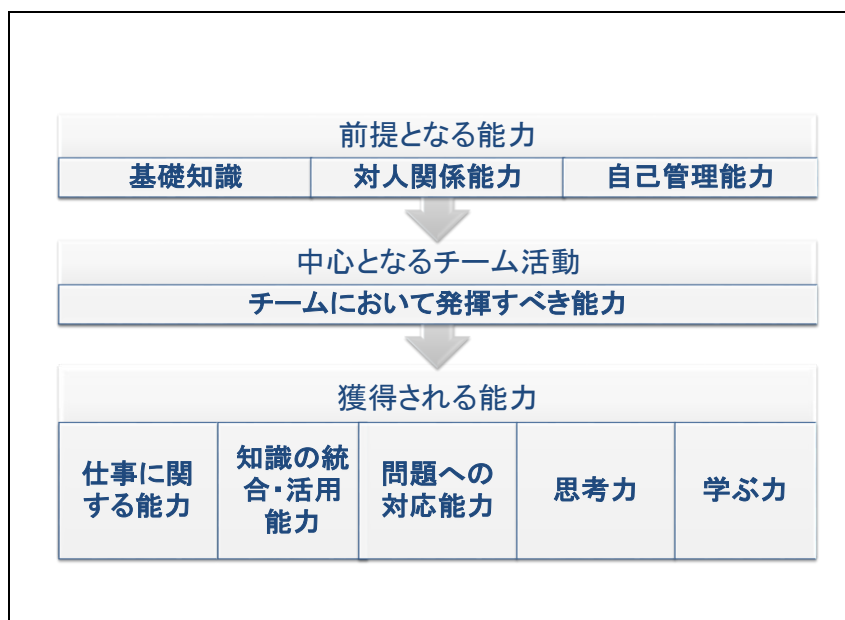 前提となる能力
基礎知識
対人関係能力
自己管理能力
中心となるチーム活動
チームにおいて発揮すべき能力
獲得される能力
仕事に関
する能力
知識の統
合・活用
能力
問題への
対応能力
思考力
学ぶ力